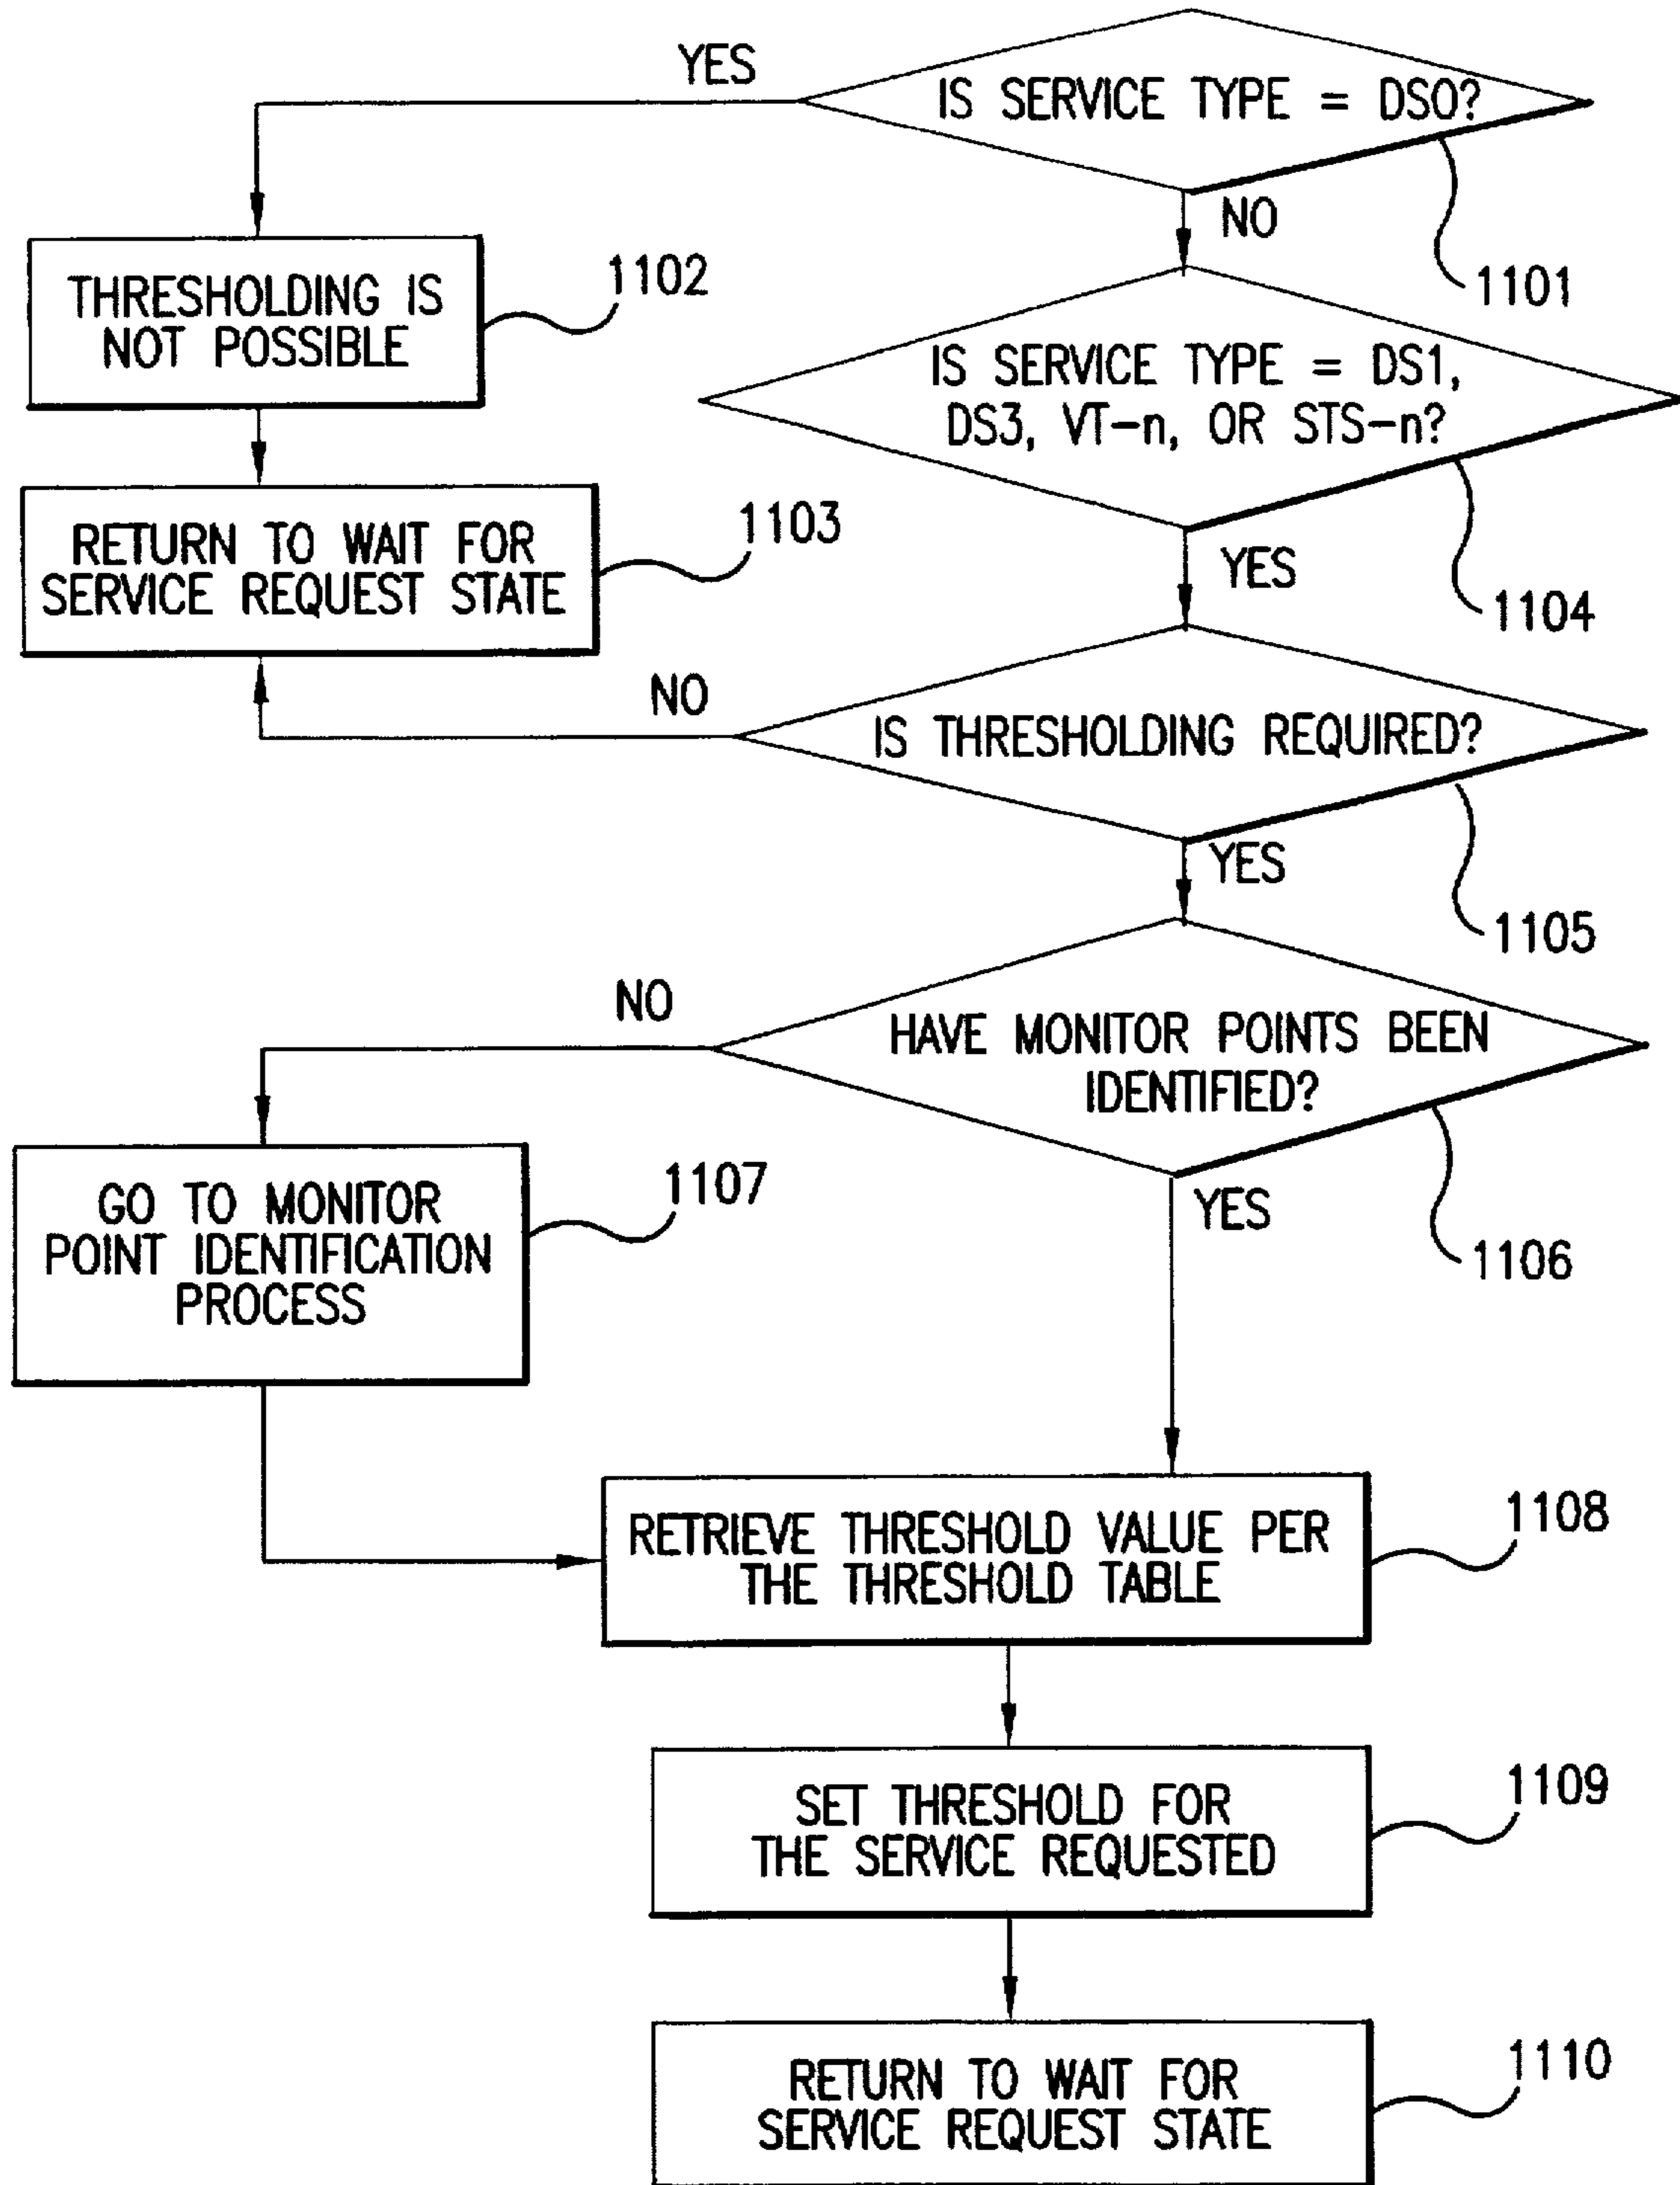 YES
IS SERVICE TYPE = DS0?
NO
1101
THRESHOLDING IS
NOT POSSIBLE
1102
IS SERVICE TYPE = DS1,
DS3, VT-n, OR STS-n?
RETURN TO WAIT FOR
SERVICE REQUEST STATE
1103
YES
1104
NO
IS THRESHOLDING REQUIRED?
YES
1105
NO
HAVE MONITOR POINTS BEEN
IDENTIFIED?
GO TO MONITOR
POINT IDENTIFICATION
PROCESS
1107
YES
1106
RETRIEVE THRESHOLD VALUE PER
THE THRESHOLD TABLE
1108
SET THRESHOLD FOR
THE SERVICE REQUESTED
1109
RETURN TO WAIT FOR
SERVICE REQUEST STATE
1110